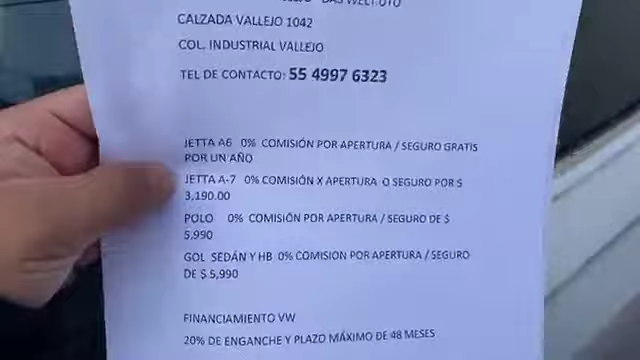 CALZADA VALLEJO 1042
COL. INDUSTRIAL VALLEJO
TEL DE CONTACTO: 55 4997 6323
JETTA A6 0% COMISIÓN POR APERTURA / SEGURO GRATIS
POR UN AÑO
JETTA A-7 0% COMISIÓN X APERTURA O SEGURO POR $
3,190.00
POLO 0% COMISIÓN POR APERTURA / SEGURO DE $
5,990
GOL SEDÁN Y HB 0% COMISION POR APERTURA / SEGURO
DE $ 5,990
FINANCIAMIENTO VW
20% DE ENGANCHE Y PLAZO MÁXIMO DE 48 MESES